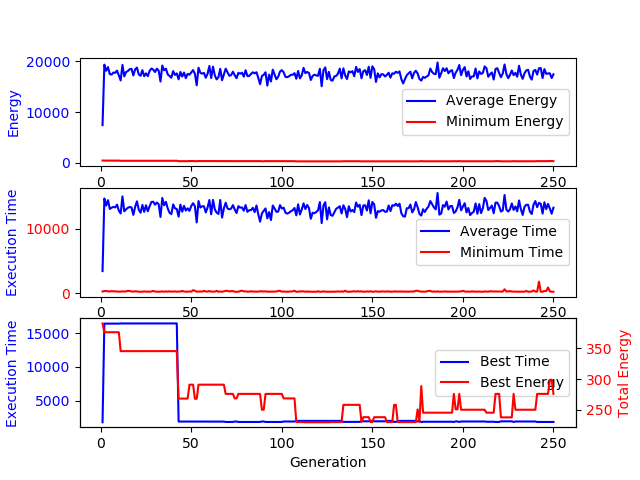 20000
10000
0
Energy
Average Energy
Minimum Energy
0 50 100 150 200 250
10000
0
Execution Time
Average Time
Minimum Time
0 50 100 150 200 250
15000
10000
5000
Execution Time
Best Time
Best Energy
350
300
250
Total Energy
0 50 100 150 200 250
Generation